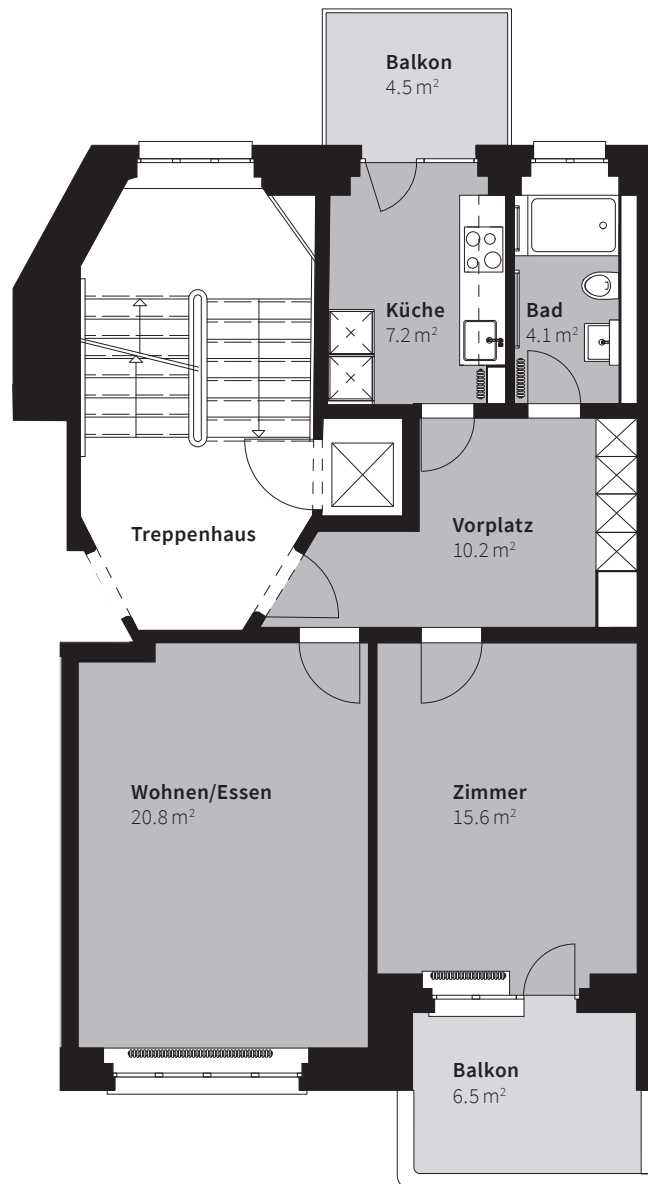 Balkon
4.5 m²
Küche
7.2 m²
Bad
4.1 m²
Treppenhaus
Vorplatz
10.2 m²
Wohnen/Essen
20.8 m²
Zimmer
15.6 m²
Balkon
6.5 m²